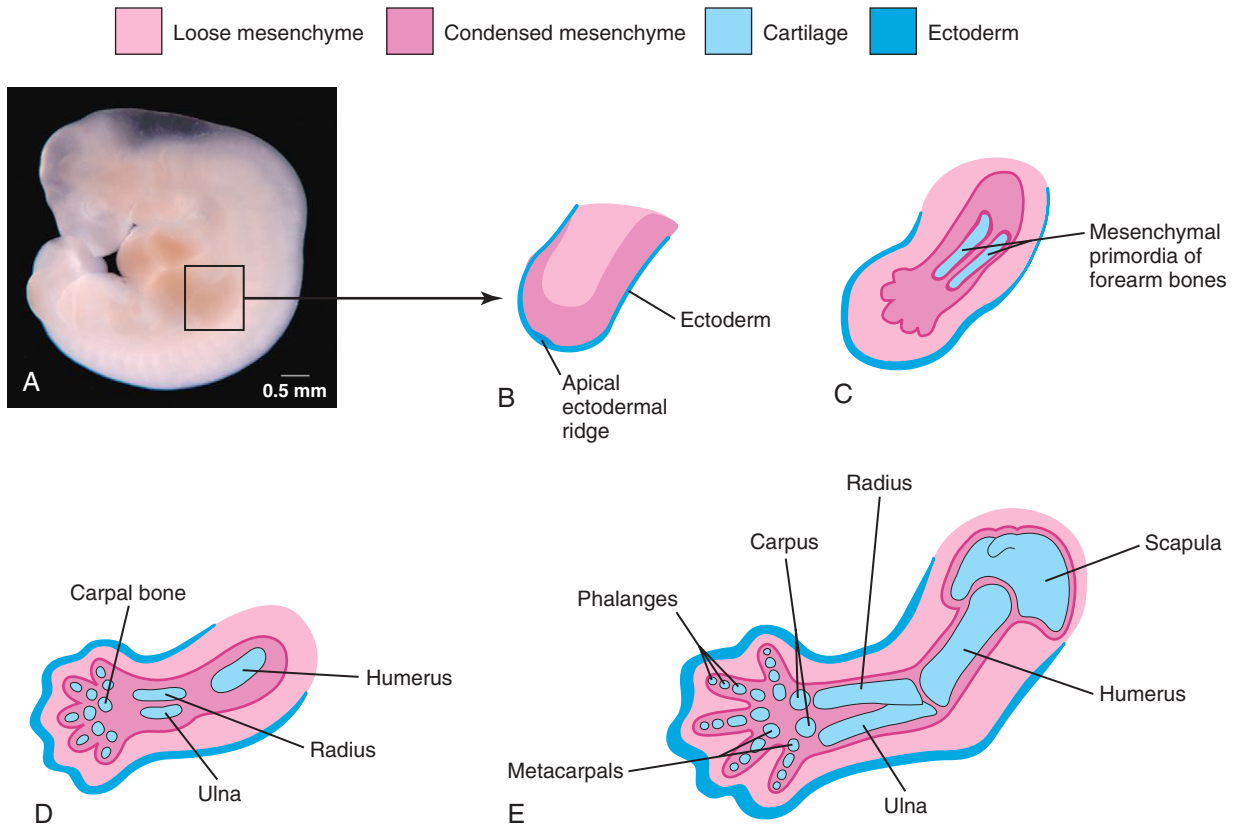 Loose mesenchyme
Condensed mesenchyme
Cartilage
Ectoderm
A
0.5 mm
B
Ectoderm
Apical
ectodermal
ridge
C
Mesenchymal
primordia of
forearm bones
D
Carpal bone
Humerus
Radius
Ulna
E
Radius
Carpus
Phalanges
Scapula
Humerus
Metacarpals
Ulna